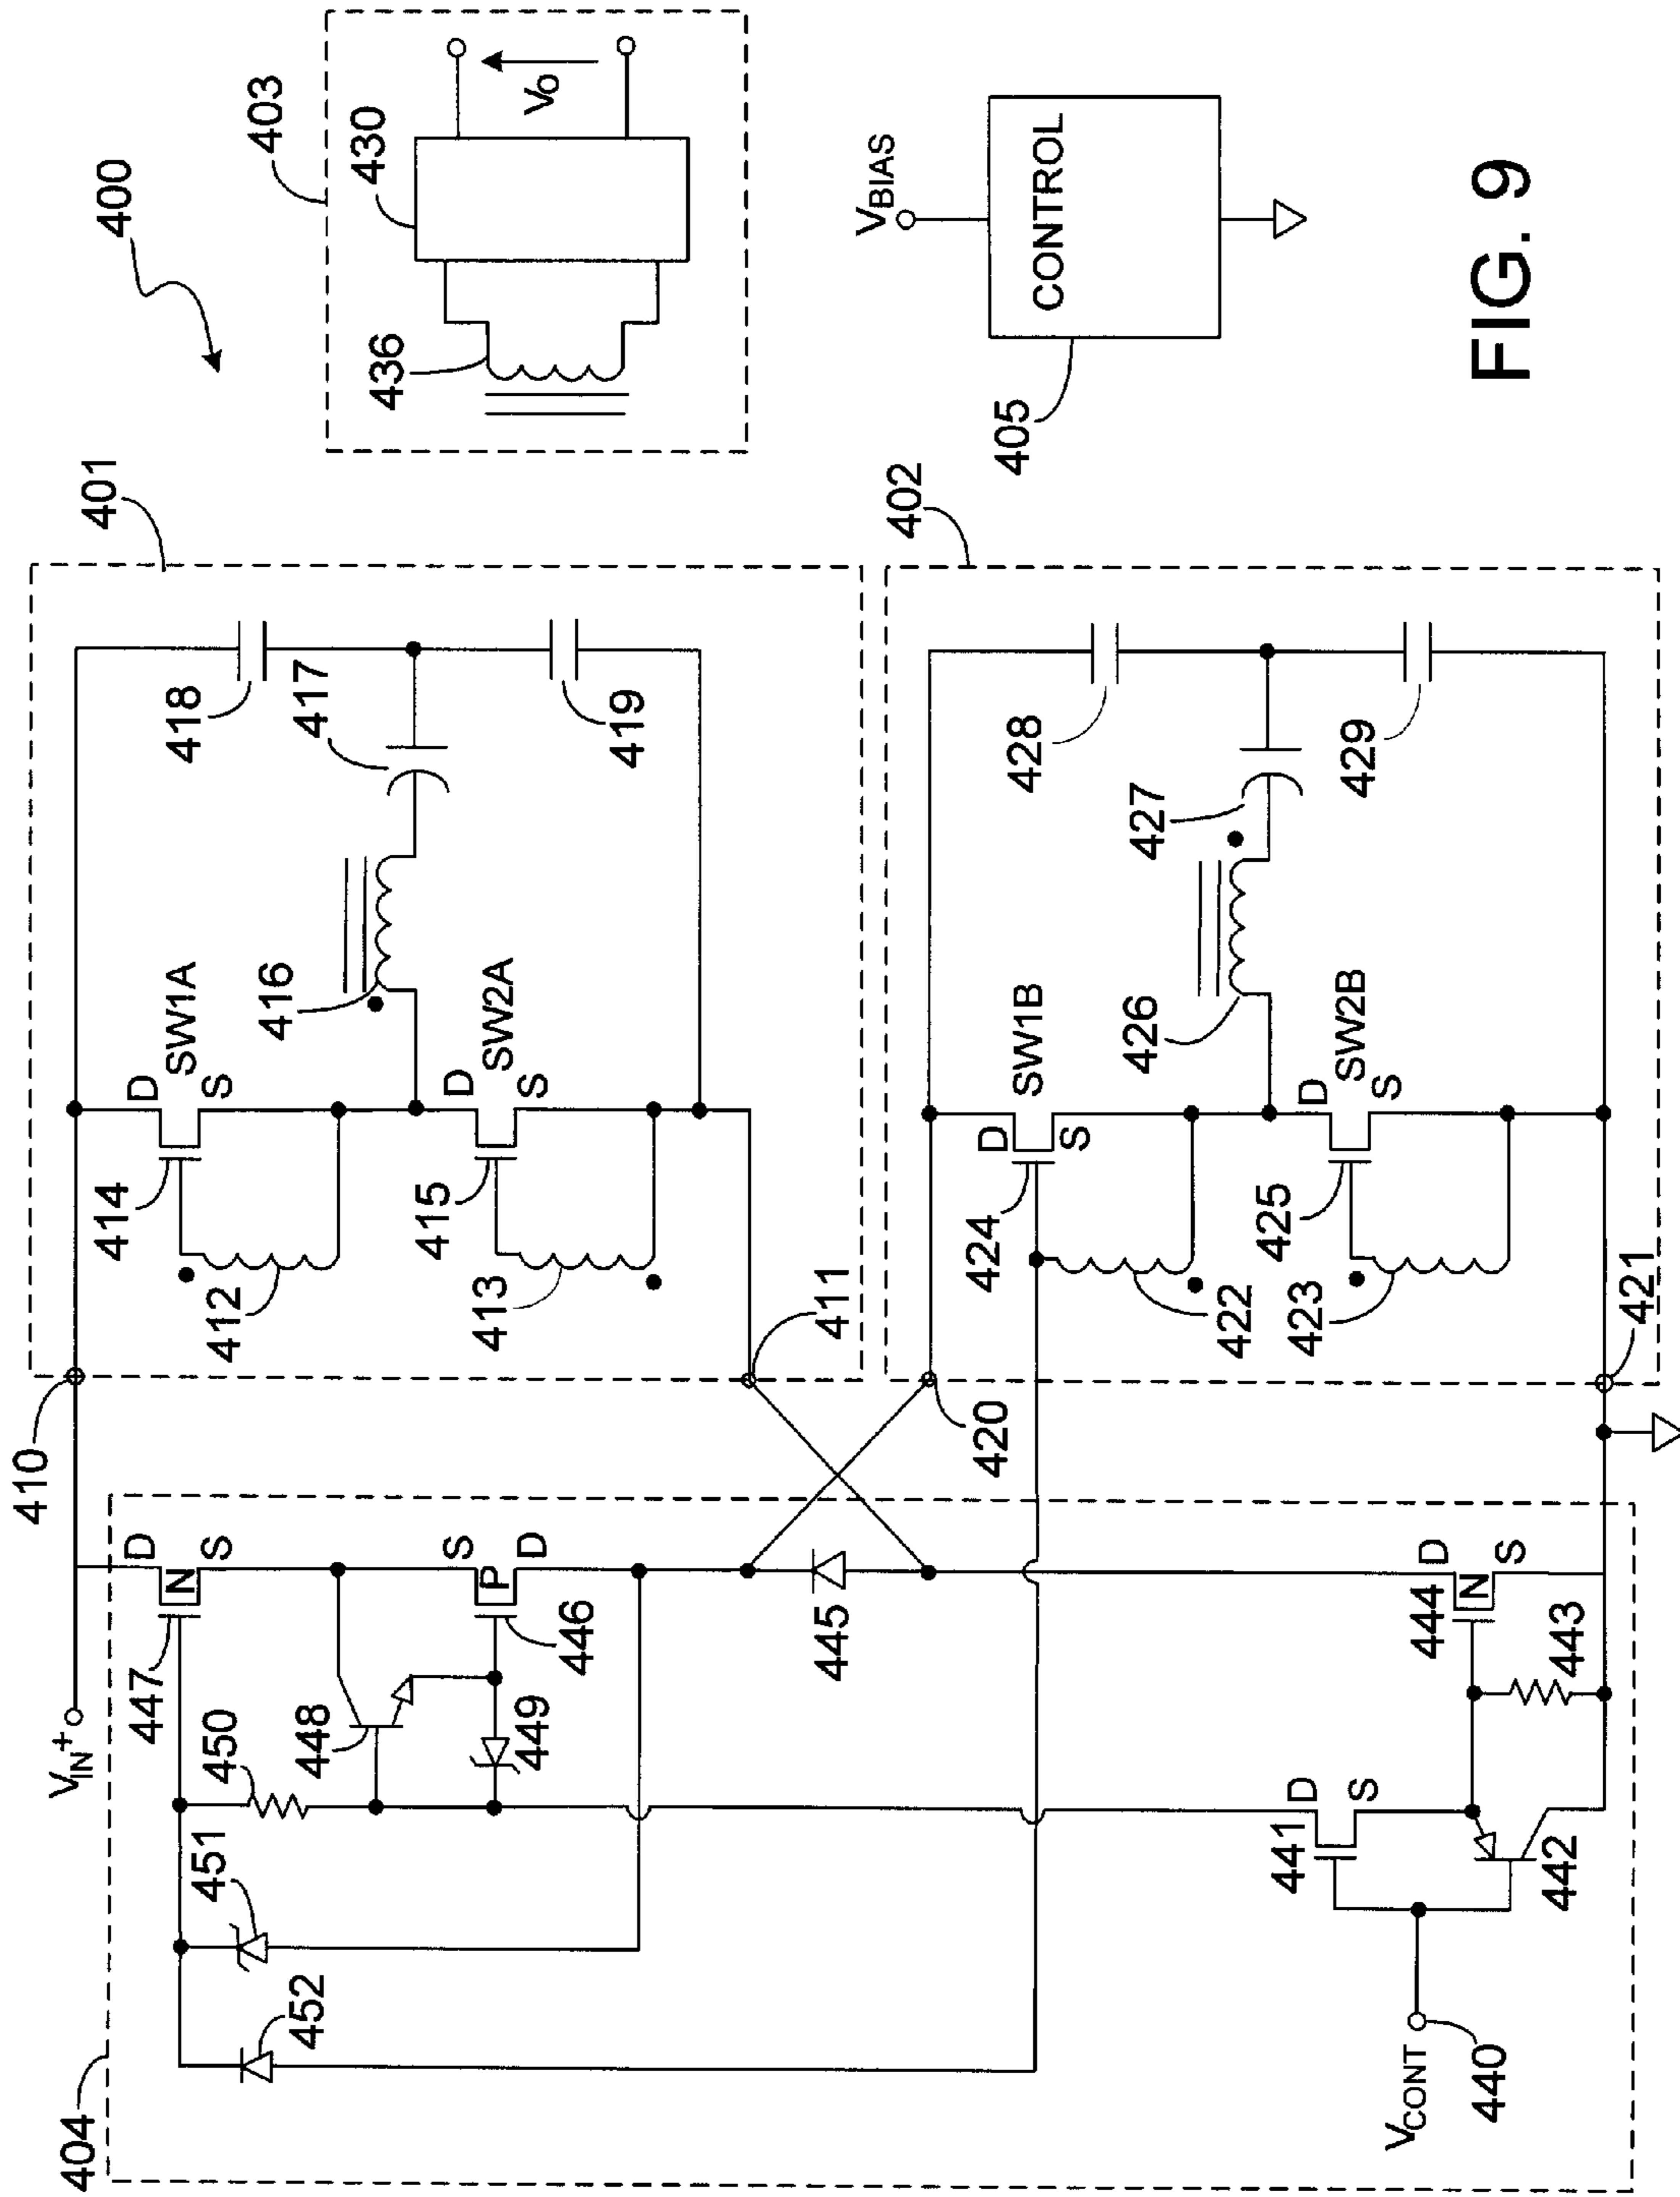 400
403
430
436
Vo
401
418
417
419
416
SW1A
SW2A
D
S
D
S
414
415
412
413
411
410
VIN+
402
428
427
429
426
SW1B
SW2B
D
S
D
S
424
425
422
423
420
421
VBIAS
CONTROL
405
404
D
N
S
447
S
P
D
446
448
449
450
451
452
445
D
N
S
444
443
D
S
441
442
VCONT
440
FIG. 9